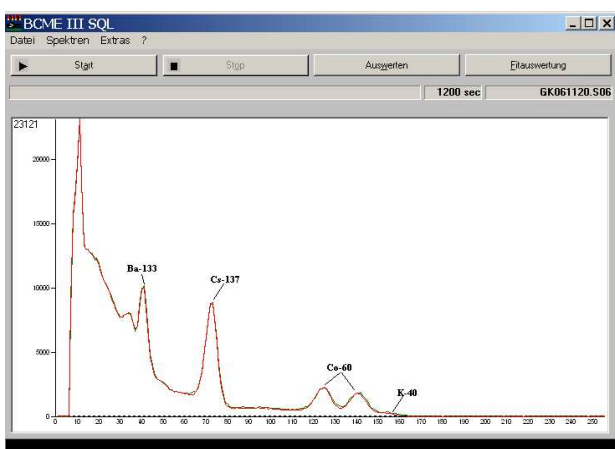 BCME III SQL
Datei Spektren Extras ?
Start Stop Auswerten Fitauswertung
1200 sec GK061120.S06
23121
20000
15000
10000
5000
0
Ba-133
Cs-137
Co-60
K-40
0 10 20 30 40 50 60 70 80 90 100 110 120 130 140 150 160 170 180 190 200 210 220 230 240 250